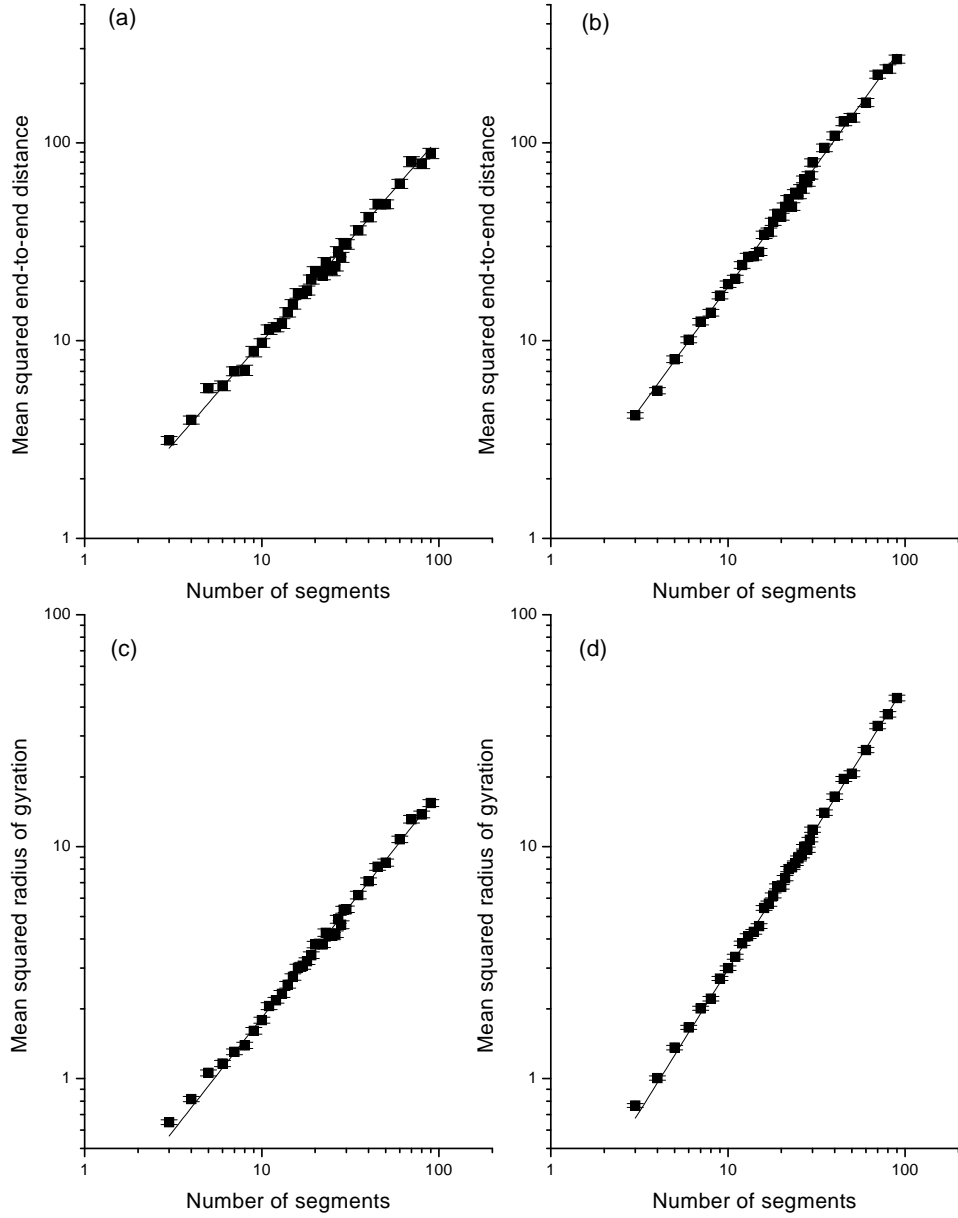 (a)
Mean squared end-to-end distance
100
10
1
1
10
100
Number of segments
(b)
Mean squared end-to-end distance
100
10
1
1
10
100
Number of segments
(c)
Mean squared radius of gyration
100
10
1
1
10
100
Number of segments
(d)
Mean squared radius of gyration
100
10
1
1
10
100
Number of segments